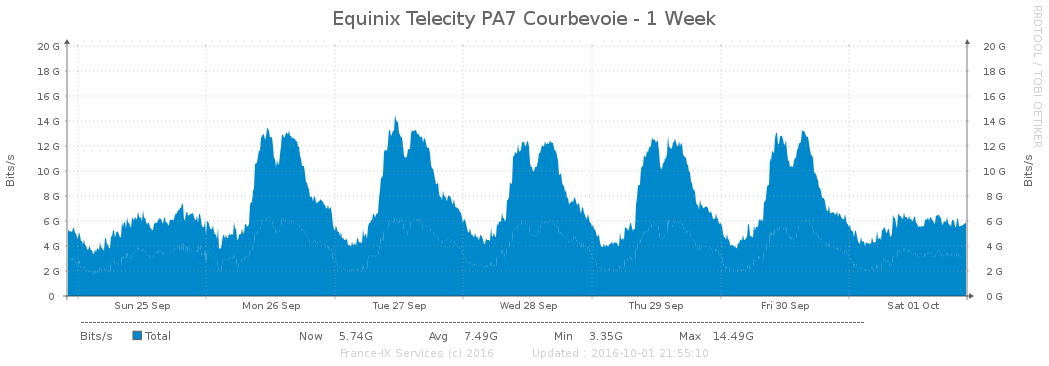 Equinix Telecity PA7 Courbevoie - 1 Week
RRDTOOL / TOBI OETIKER
Bits/s
Bits/s
20 G 20 G
18 G 18 G
16 G 16 G
14 G 14 G
12 G 12 G
10 G 10 G
8 G 8 G
6 G 6 G
4 G 4 G
2 G 2 G
0 0 G
Sun 25 Sep Mon 26 Sep Tue 27 Sep Wed 28 Sep Thu 29 Sep Fri 30 Sep Sat 01 Oct
Bits/s Total Now 5.74G Avg 7.49G Min 3.35G Max 14.49G
France-IX Services (c) 2016 Updated : 2016-10-01 21:55:10